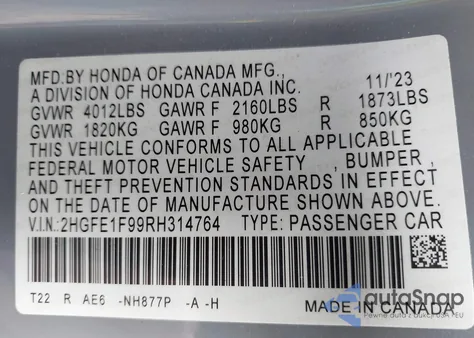 MFD.BY HONDA OF CANADA MFG.,
A DIVISION OF HONDA CANADA INC. 11/'23
GVWR 4012LBS GAWR F 2160LBS R 1873LBS
GVWR 1820KG GAWR F 980KG R 850KG
THIS VEHICLE CONFORMS TO ALL APPLICABLE
FEDERAL MOTOR VEHICLE SAFETY , BUMPER ,
AND THEFT PREVENTION STANDARDS IN EFFECT
ON THE DATE OF MANUFACTURE SHOWN ABOVE.
V.I.N.:2HGFE1F99RH314764 TYPE: PASSENGER CAR
T22 R AE6 -NH877P -A -H MADE IN CANADA
autoSnap